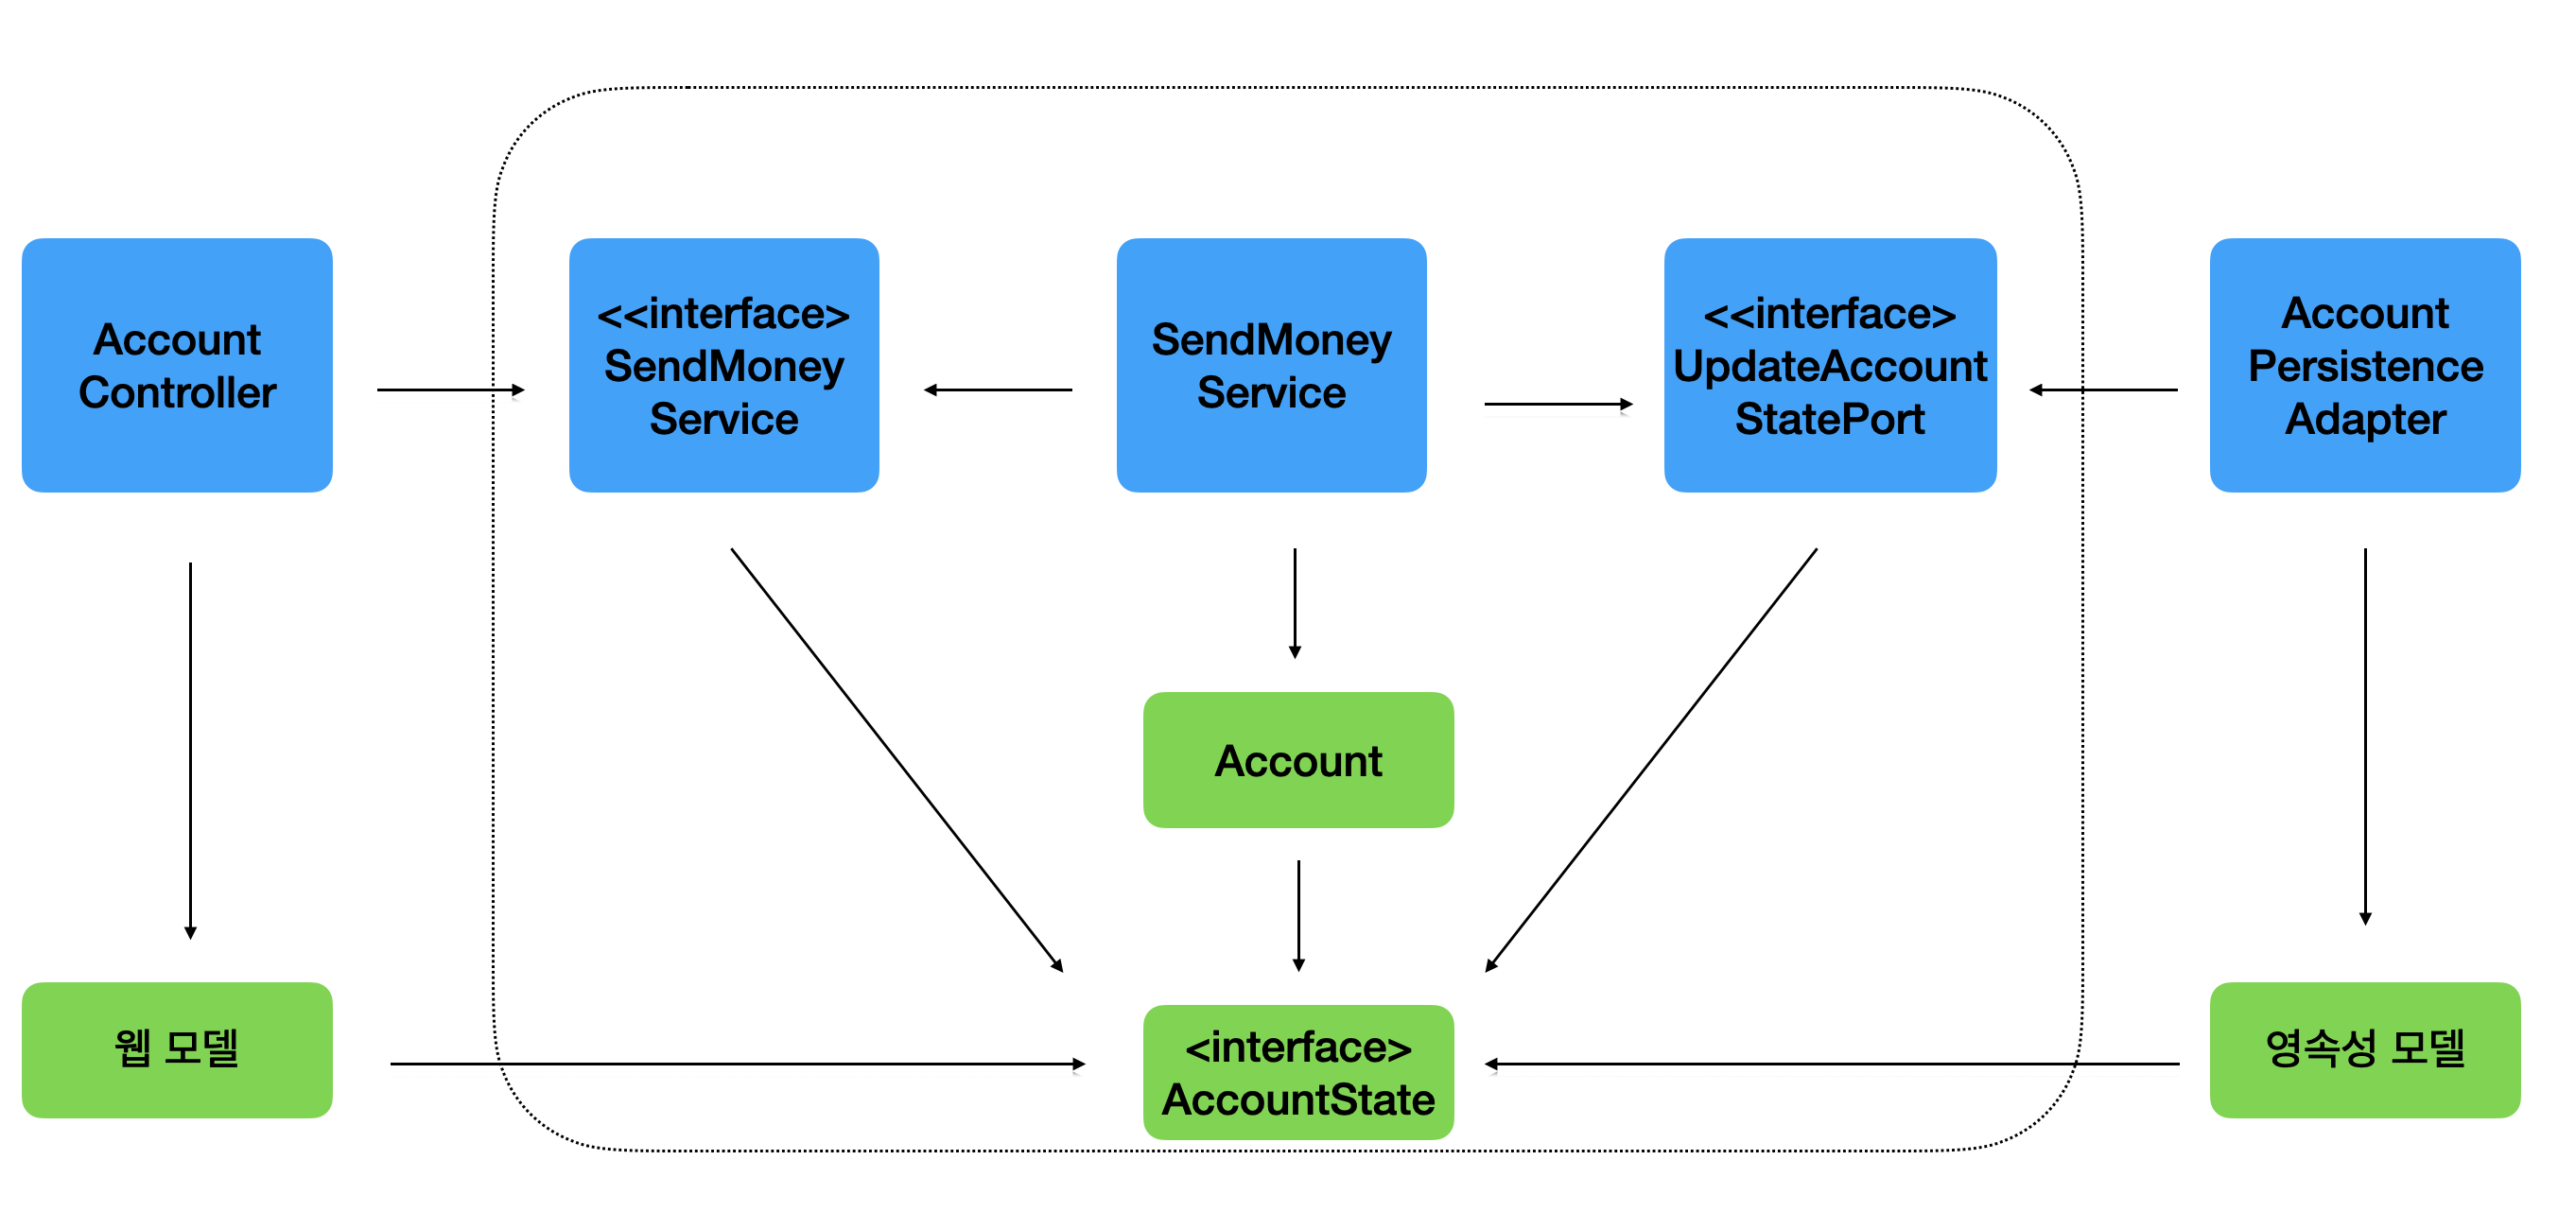 Account
Controller
<<interface>
SendMoney
Service
SendMoney
Service
<<interface>
UpdateAccount
StatePort
Account
Persistence
Adapter
Account
웹 모델
<interface>
AccountState
영속성 모델